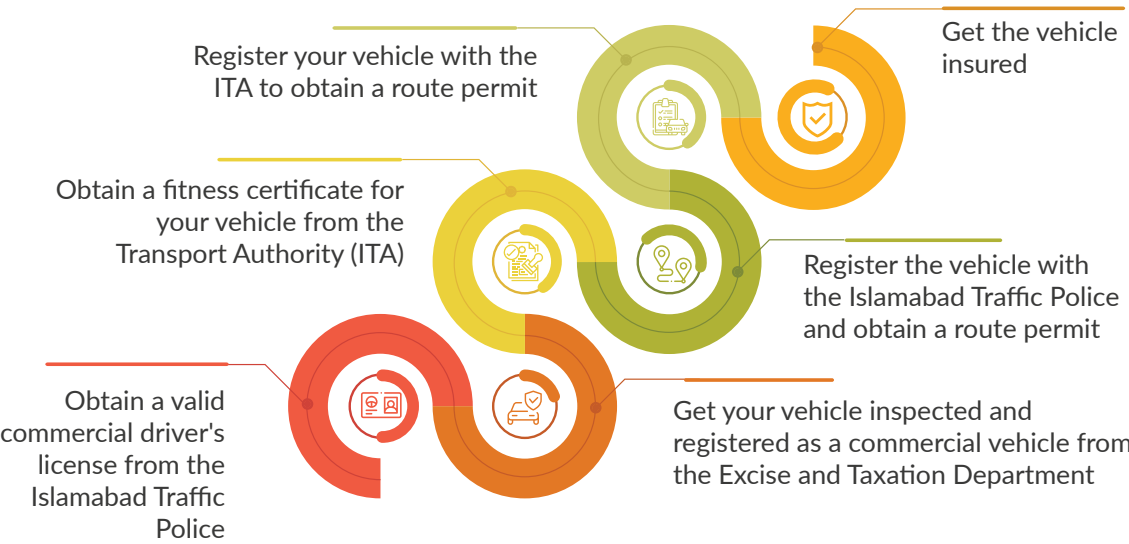 Register your vehicle with the
ITA to obtain a route permit
Get the vehicle
insured
Obtain a fitness certificate for
your vehicle from the
Transport Authority (ITA)
Register the vehicle with
the Islamabad Traffic Police
and obtain a route permit
Obtain a valid
commercial driver's
license from the
Islamabad Traffic
Police
Get your vehicle inspected and
registered as a commercial vehicle from
the Excise and Taxation Department